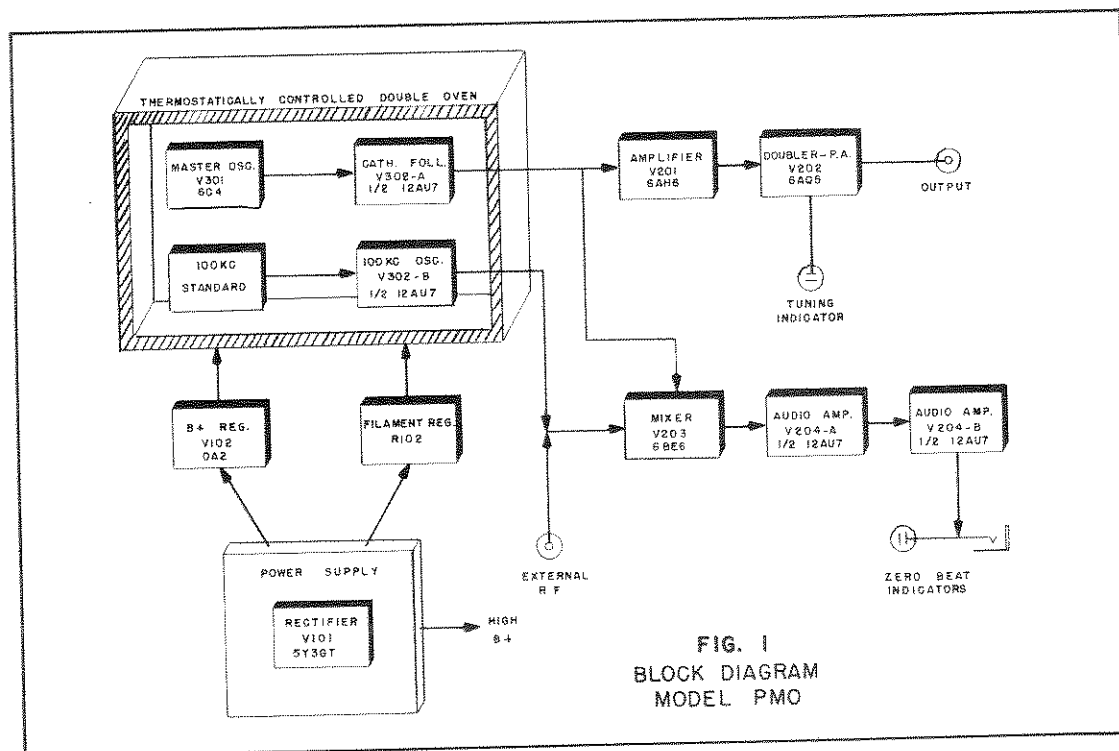 THERMOSTATICALLY CONTROLLED DOUBLE OVEN
MASTER OSC.
V301
6C4
CATH. FOLL.
V302-A
1/2 12AU7
AMPLIFIER
V201
6AH6
DOUBLER-P.A.
V202
6AQ5
OUTPUT
100KC
STANDARD
100KC OSC.
V302-B
1/2 12AU7
TUNING
INDICATOR
B+ REG.
V102
OA2
FILAMENT REG.
R102
MIXER
V203
6BE6
AUDIO AMP.
V204-A
1/2 12AU7
AUDIO AMP.
V204-B
1/2 12AU7
POWER SUPPLY
RECTIFIER
V101
5Y3GT
HIGH
B+
EXTERNAL
RF
ZERO BEAT
INDICATORS
FIG. 1
BLOCK DIAGRAM
MODEL PMO